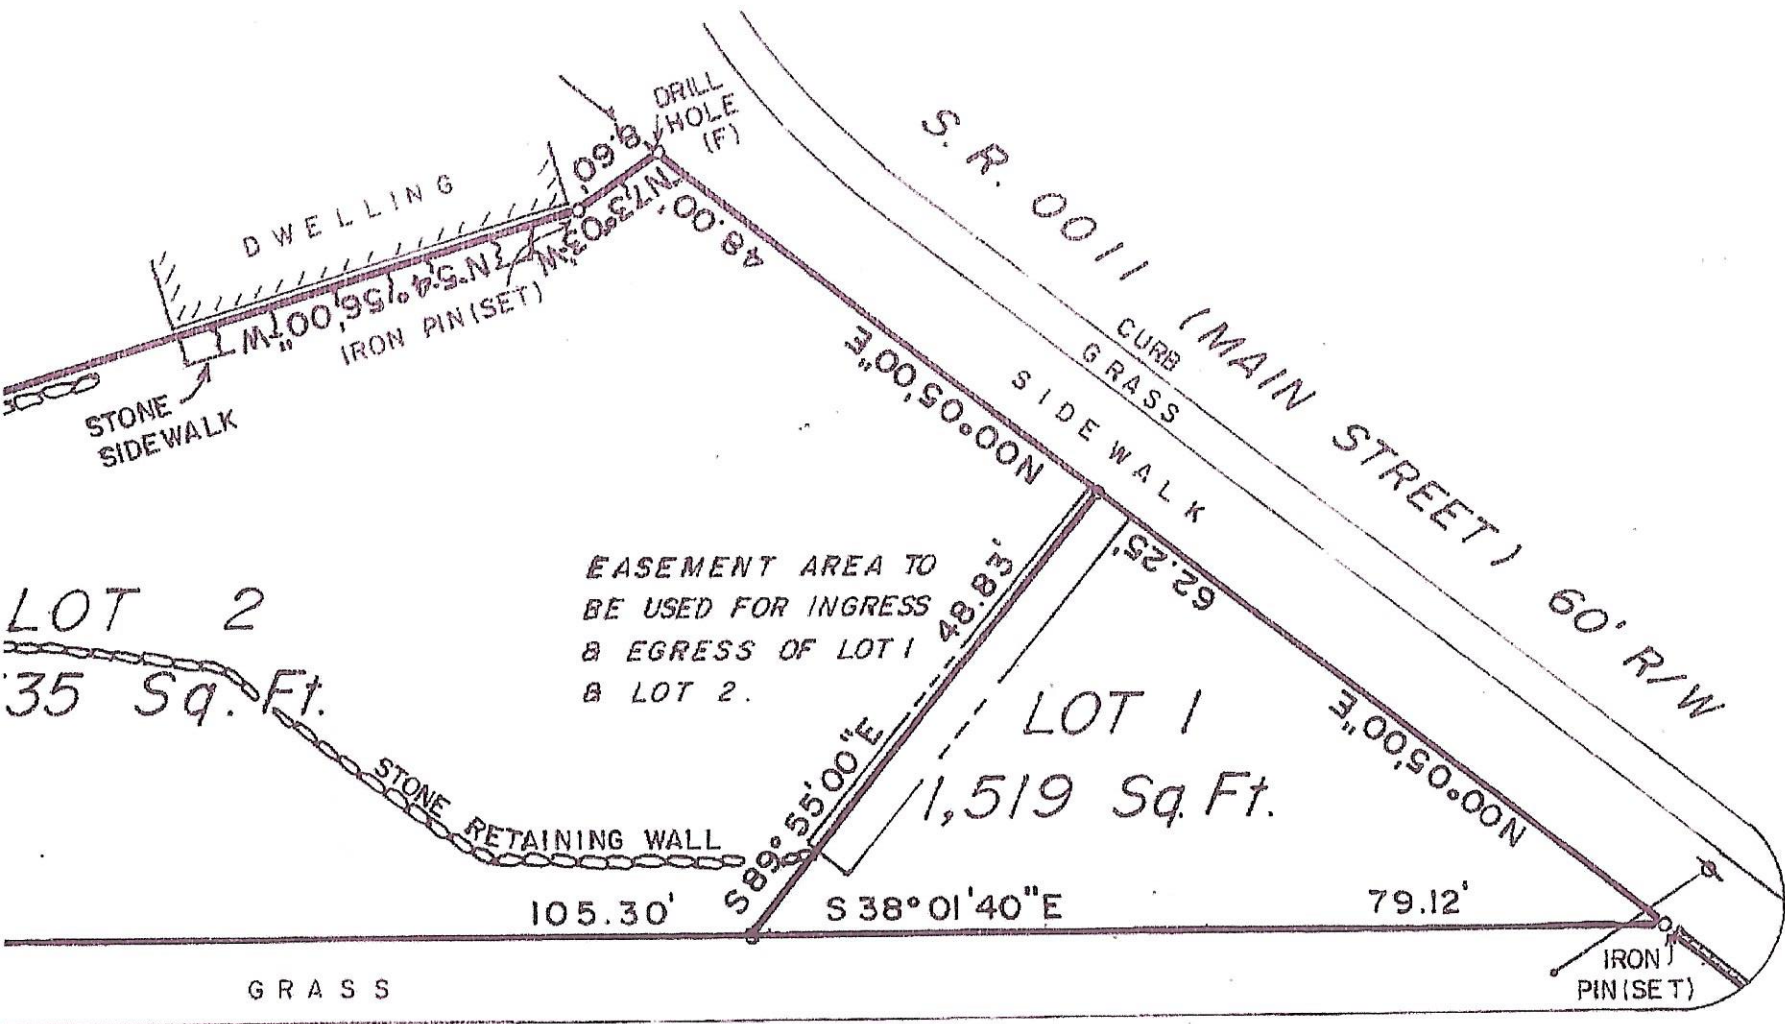 DRILL
HOLE
(F)
8.60'
N73°03'W
DWELLING
N54°56'00"W
IRON PIN (SET)
STONE
SIDEWALK
48.00'
N00°05'00"E
S.R. 0011 (MAIN STREET) 60' R/W
CURB
GRASS
SIDEWALK
EASEMENT AREA TO
BE USED FOR INGRESS
& EGRESS OF LOT 1
& LOT 2.
48.83'
S89°55'00"E
62.25'
N00°05'00"E
LOT 2
35 Sq. Ft.
LOT 1
1,519 Sq. Ft.
STONE RETAINING WALL
105.30'
S38°01'40"E
79.12'
IRON
PIN (SET)
GRASS